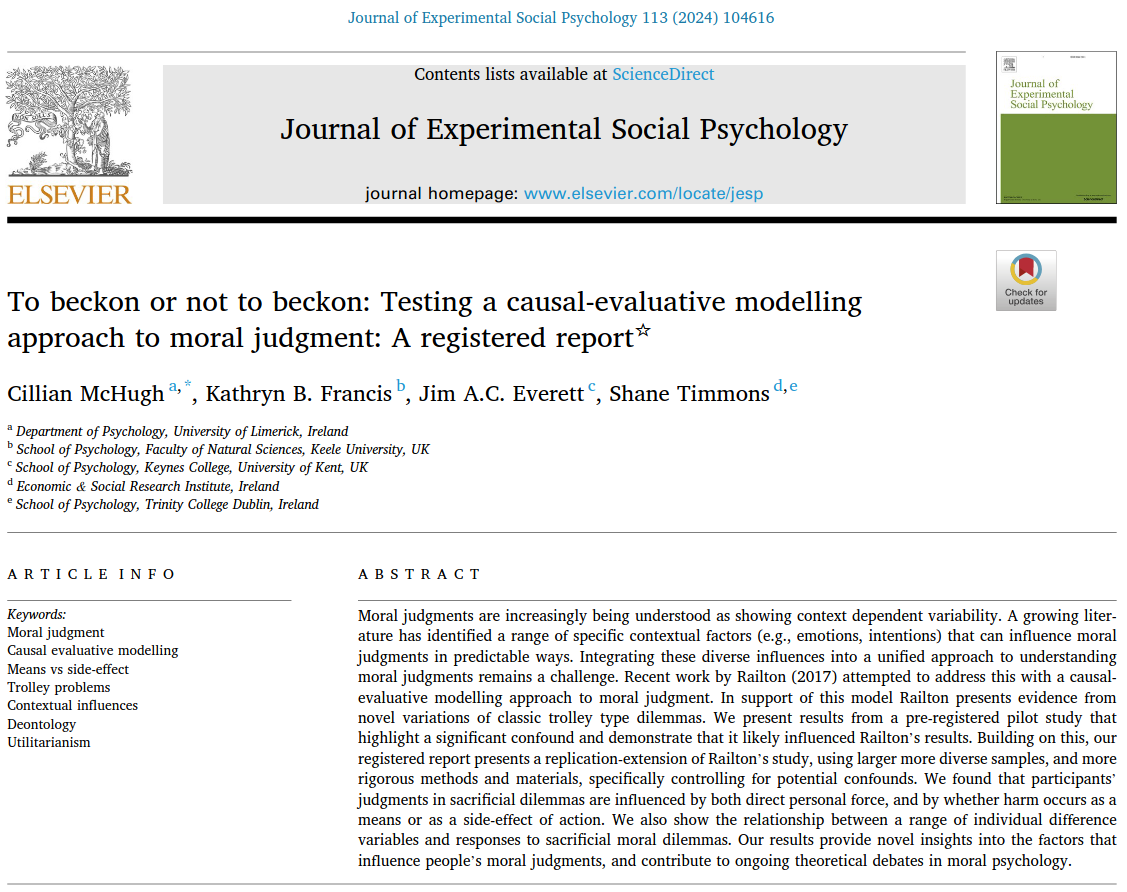 Journal of Experimental Social Psychology 113 (2024) 104616
Contents lists available at ScienceDirect
Journal of Experimental Social Psychology
journal homepage: www.elsevier.com/locate/jesp
ELSEVIER
Journal of
Experimental
Social Psychology
Check for
updates
To beckon or not to beckon: Testing a causal-evaluative modelling
approach to moral judgment: A registered report☆
Cillian McHugh a,*, Kathryn B. Francis b, Jim A.C. Everett c, Shane Timmons d,e
a Department of Psychology, University of Limerick, Ireland
b School of Psychology, Faculty of Natural Sciences, Keele University, UK
c School of Psychology, Keynes College, University of Kent, UK
d Economic & Social Research Institute, Ireland
e School of Psychology, Trinity College Dublin, Ireland
ARTICLE INFO
Keywords:
Moral judgment
Causal evaluative modelling
Means vs side-effect
Trolley problems
Contextual influences
Deontology
Utilitarianism
ABSTRACT
Moral judgments are increasingly being understood as showing context dependent variability. A growing liter-
ature has identified a range of specific contextual factors (e.g., emotions, intentions) that can influence moral
judgments in predictable ways. Integrating these diverse influences into a unified approach to understanding
moral judgments remains a challenge. Recent work by Railton (2017) attempted to address this with a causal-
evaluative modelling approach to moral judgment. In support of this model Railton presents evidence from
novel variations of classic trolley type dilemmas. We present results from a pre-registered pilot study that
highlight a significant confound and demonstrate that it likely influenced Railton's results. Building on this, our
registered report presents a replication-extension of Railton's study, using larger more diverse samples, and more
rigorous methods and materials, specifically controlling for potential confounds. We found that participants'
judgments in sacrificial dilemmas are influenced by both direct personal force, and by whether harm occurs as a
means or as a side-effect of action. We also show the relationship between a range of individual difference
variables and responses to sacrificial moral dilemmas. Our results provide novel insights into the factors that
influence people's moral judgments, and contribute to ongoing theoretical debates in moral psychology.